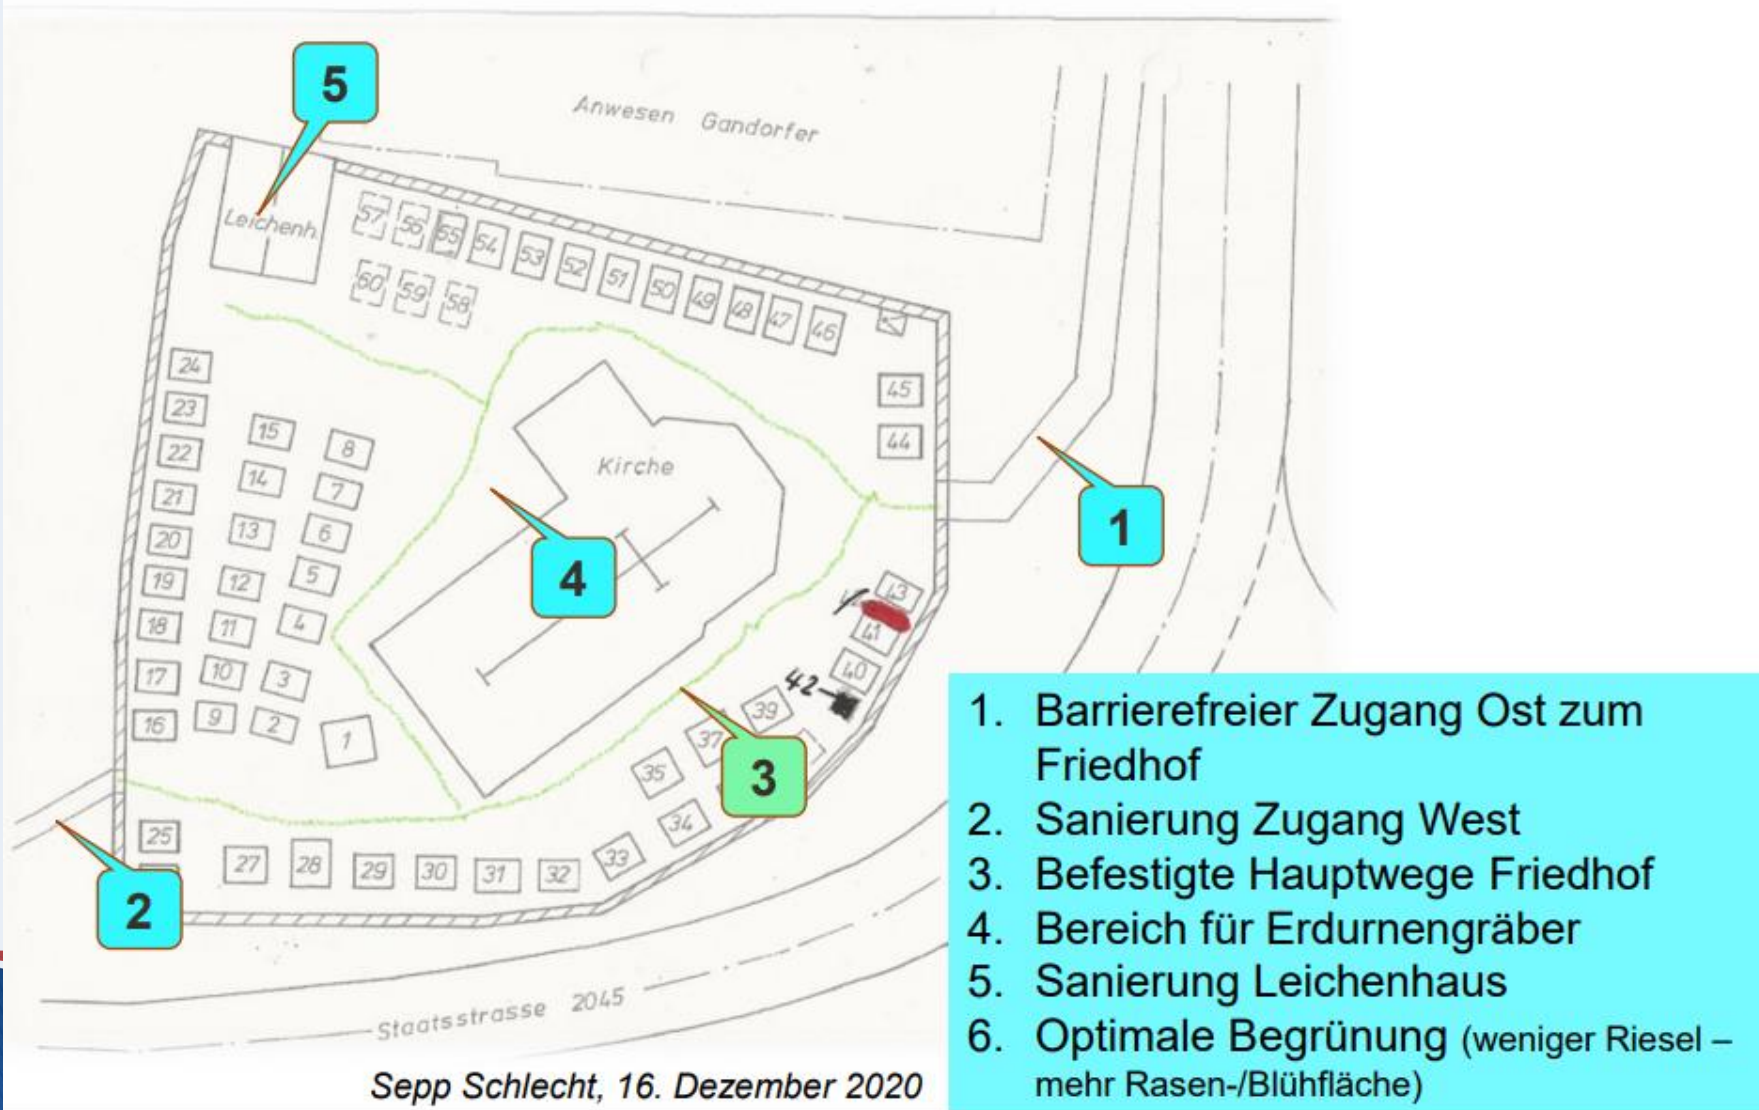 5
Anwesen Gandorfer
Leichenh.
57 56 55 54 53 52 51 50 49 48 47 46
60 59 58
24
23
22
21
20
19
18
17
16
15
14
13
12
11
10
9
8
7
6
5
4
3
2
1
Kirche
45
44
4
1
43
41
40
42
39
37
35
34
3
25
27 28 29 30 31 32 33
2
Staatsstrasse 2045
Sepp Schlecht, 16. Dezember 2020
1. Barrierefreier Zugang Ost zum
Friedhof
2. Sanierung Zugang West
3. Befestigte Hauptwege Friedhof
4. Bereich für Erdurnengräber
5. Sanierung Leichenhaus
6. Optimale Begrünung (weniger Riesel –
mehr Rasen-/Blühfläche)